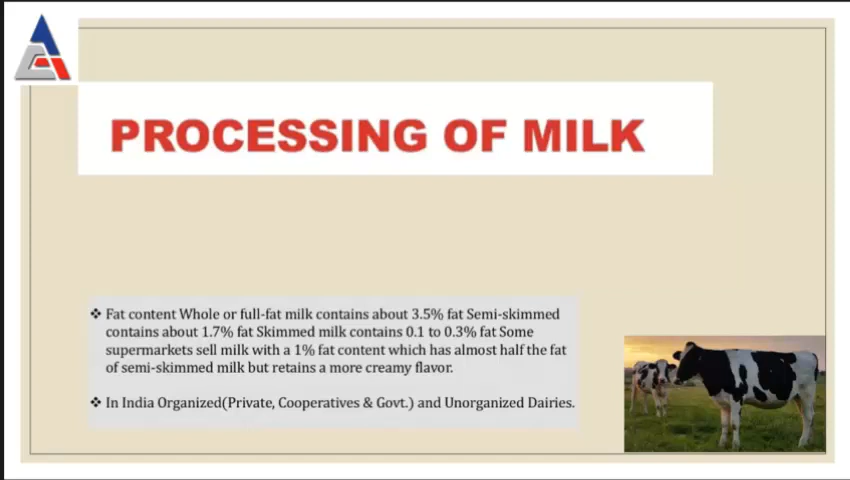 PROCESSING OF MILK
❖ Fat content Whole or full-fat milk contains about 3.5% fat Semi-skimmed
contains about 1.7% fat Skimmed milk contains 0.1 to 0.3% fat Some
supermarkets sell milk with a 1% fat content which has almost half the fat
of semi-skimmed milk but retains a more creamy flavor.
❖ In India Organized(Private, Cooperatives & Govt.) and Unorganized Dairies.